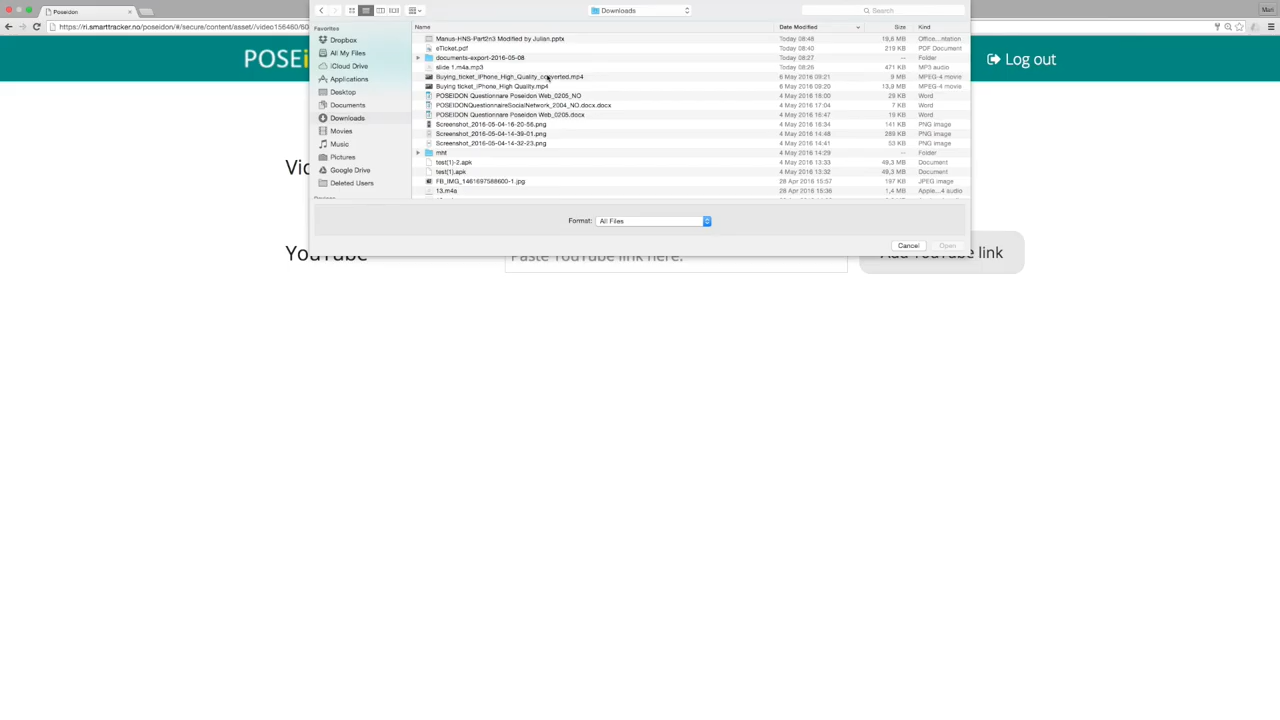 Poseidon
Mari
https://ri.smarttracker.no/poseidon/#/secure/content/asset//video156460/60
Downloads
Search
POSEi
Log out
Favorites
Dropbox
All My Files
iCloud Drive
Applications
Desktop
Documents
Downloads
Movies
Music
Pictures
Google Drive
Deleted Users
Name Date Modified Size Kind
Manus-HNS-Part2n3 Modified by Julian.pptx Today 08:48 19,6 MB Office...ntation
eTicket.pdf Today 08:40 219 KB PDF Document
documents-export-2016-05-08 Today 08:27 -- Folder
slide 1.m4a.mp3 Today 08:26 471 KB MP3 audio
Buying_ticket_iPhone_High_Quality_converted.mp4 6 May 2016 09:21 9 MB MPEG-4 movie
Buying ticket_iPhone_High Quality.mp4 6 May 2016 09:20 13,9 MB MPEG-4 movie
POSEIDON Questionnare Poseidon Web_0205_NO 4 May 2016 18:00 29 KB Word
POSEIDONQuestionnaireSocialNetwork_2004_NO.docx.docx 4 May 2016 17:04 7 KB Word
POSEIDON Questionnare Poseidon Web_0205.docx 4 May 2016 16:47 19 KB Word
Screenshot_2016-05-04-16-20-56.png 4 May 2016 16:34 141 KB PNG image
Screenshot_2016-05-04-14-39-01.png 4 May 2016 14:48 289 KB PNG image
Screenshot_2016-05-04-14-32-23.png 4 May 2016 14:41 53 KB PNG image
mht 4 May 2016 14:29 -- Folder
test(1)-2.apk 4 May 2016 13:33 49,3 MB Document
test(1).apk 4 May 2016 13:32 49,3 MB Document
FB_IMG_1461697588600-1.jpg 28 Apr 2016 15:57 197 KB JPEG image
13.m4a 28 Apr 2016 15:36 1,4 MB Apple...4 audio
Format: All Files
Cancel Open
YouTube
Paste YouTube link here.
Add YouTube link